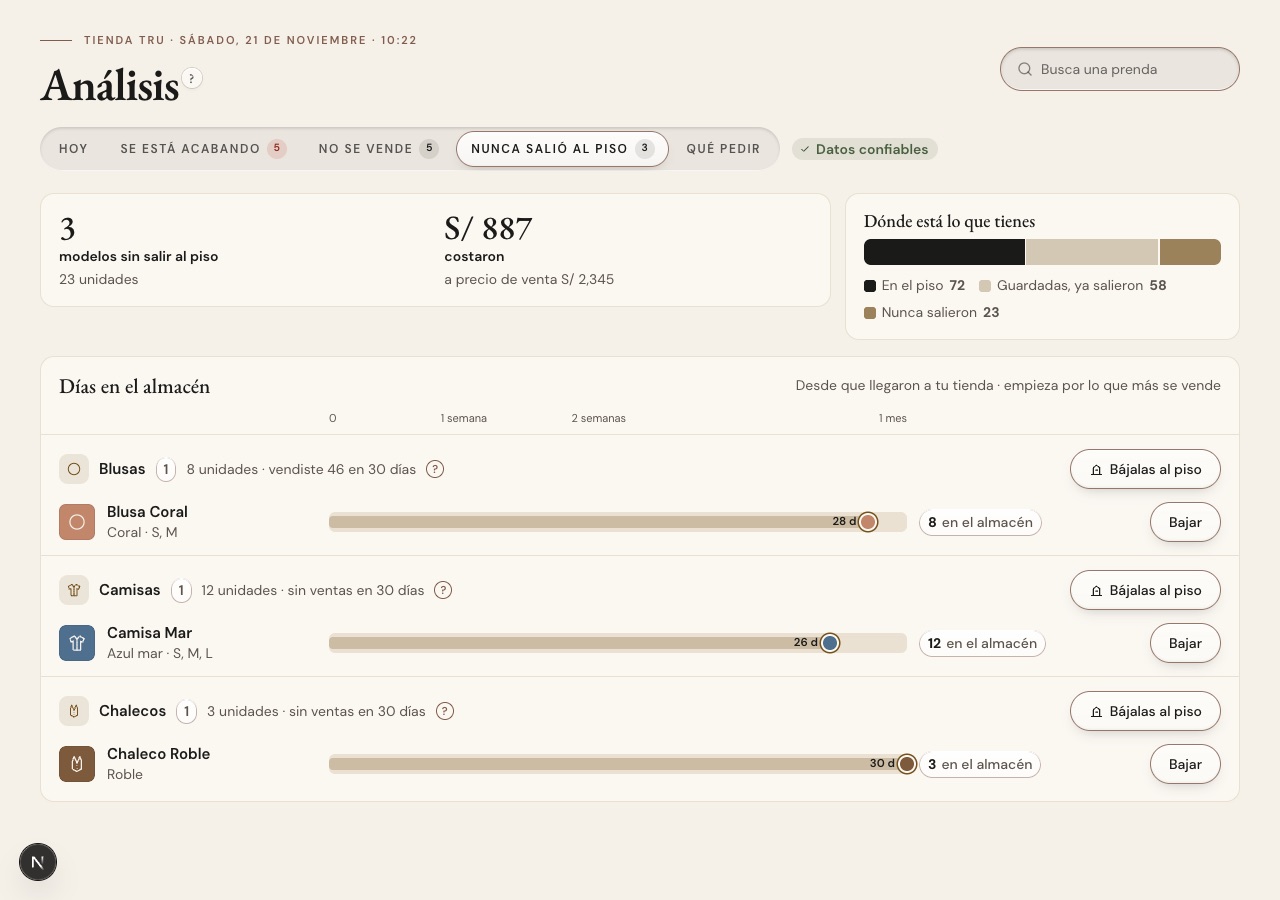 TIENDA TRU · SÁBADO, 21 DE NOVIEMBRE · 10:22
Análisis ?
Busca una prenda
HOY SE ESTÁ ACABANDO 5 NO SE VENDE 5 NUNCA SALIÓ AL PISO 3 QUÉ PEDIR Datos confiables
3
modelos sin salir al piso
23 unidades
S/ 887
costaron
a precio de venta S/ 2,345
Dónde está lo que tienes
En el piso 72 Guardadas, ya salieron 58
Nunca salieron 23
Días en el almacén
Desde que llegaron a tu tienda · empieza por lo que más se vende
0 1 semana 2 semanas 1 mes
Blusas 1 8 unidades · vendiste 46 en 30 días ? Bájalas al piso
Blusa Coral
Coral · S, M
28 d
8 en el almacén
Bajar
Camisas 1 12 unidades · sin ventas en 30 días ? Bájalas al piso
Camisa Mar
Azul mar · S, M, L
26 d
12 en el almacén
Bajar
Chalecos 1 3 unidades · sin ventas en 30 días ? Bájalas al piso
Chaleco Roble
Roble
30 d
3 en el almacén
Bajar
N